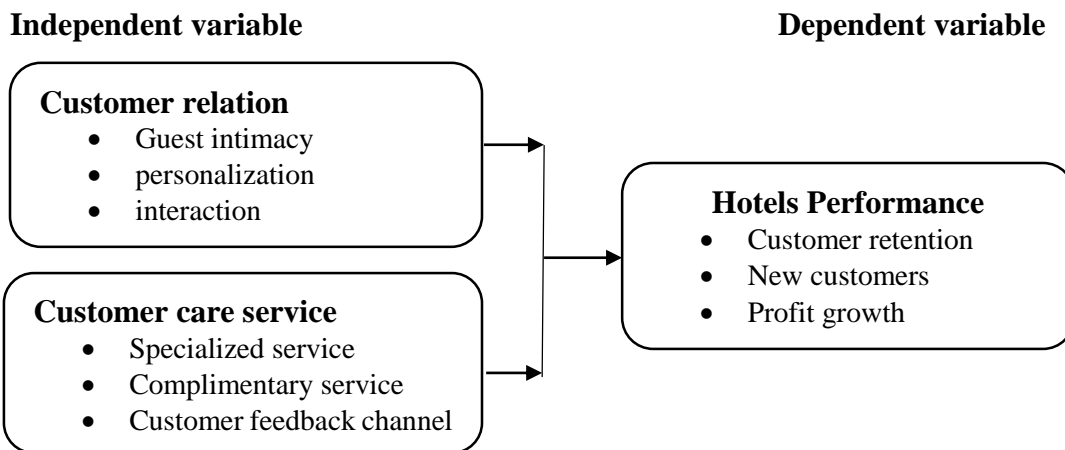 Independent variable
Dependent variable
Customer relation
• Guest intimacy
• personalization
• interaction
Customer care service
• Specialized service
• Complimentary service
• Customer feedback channel
Hotels Performance
• Customer retention
• New customers
• Profit growth